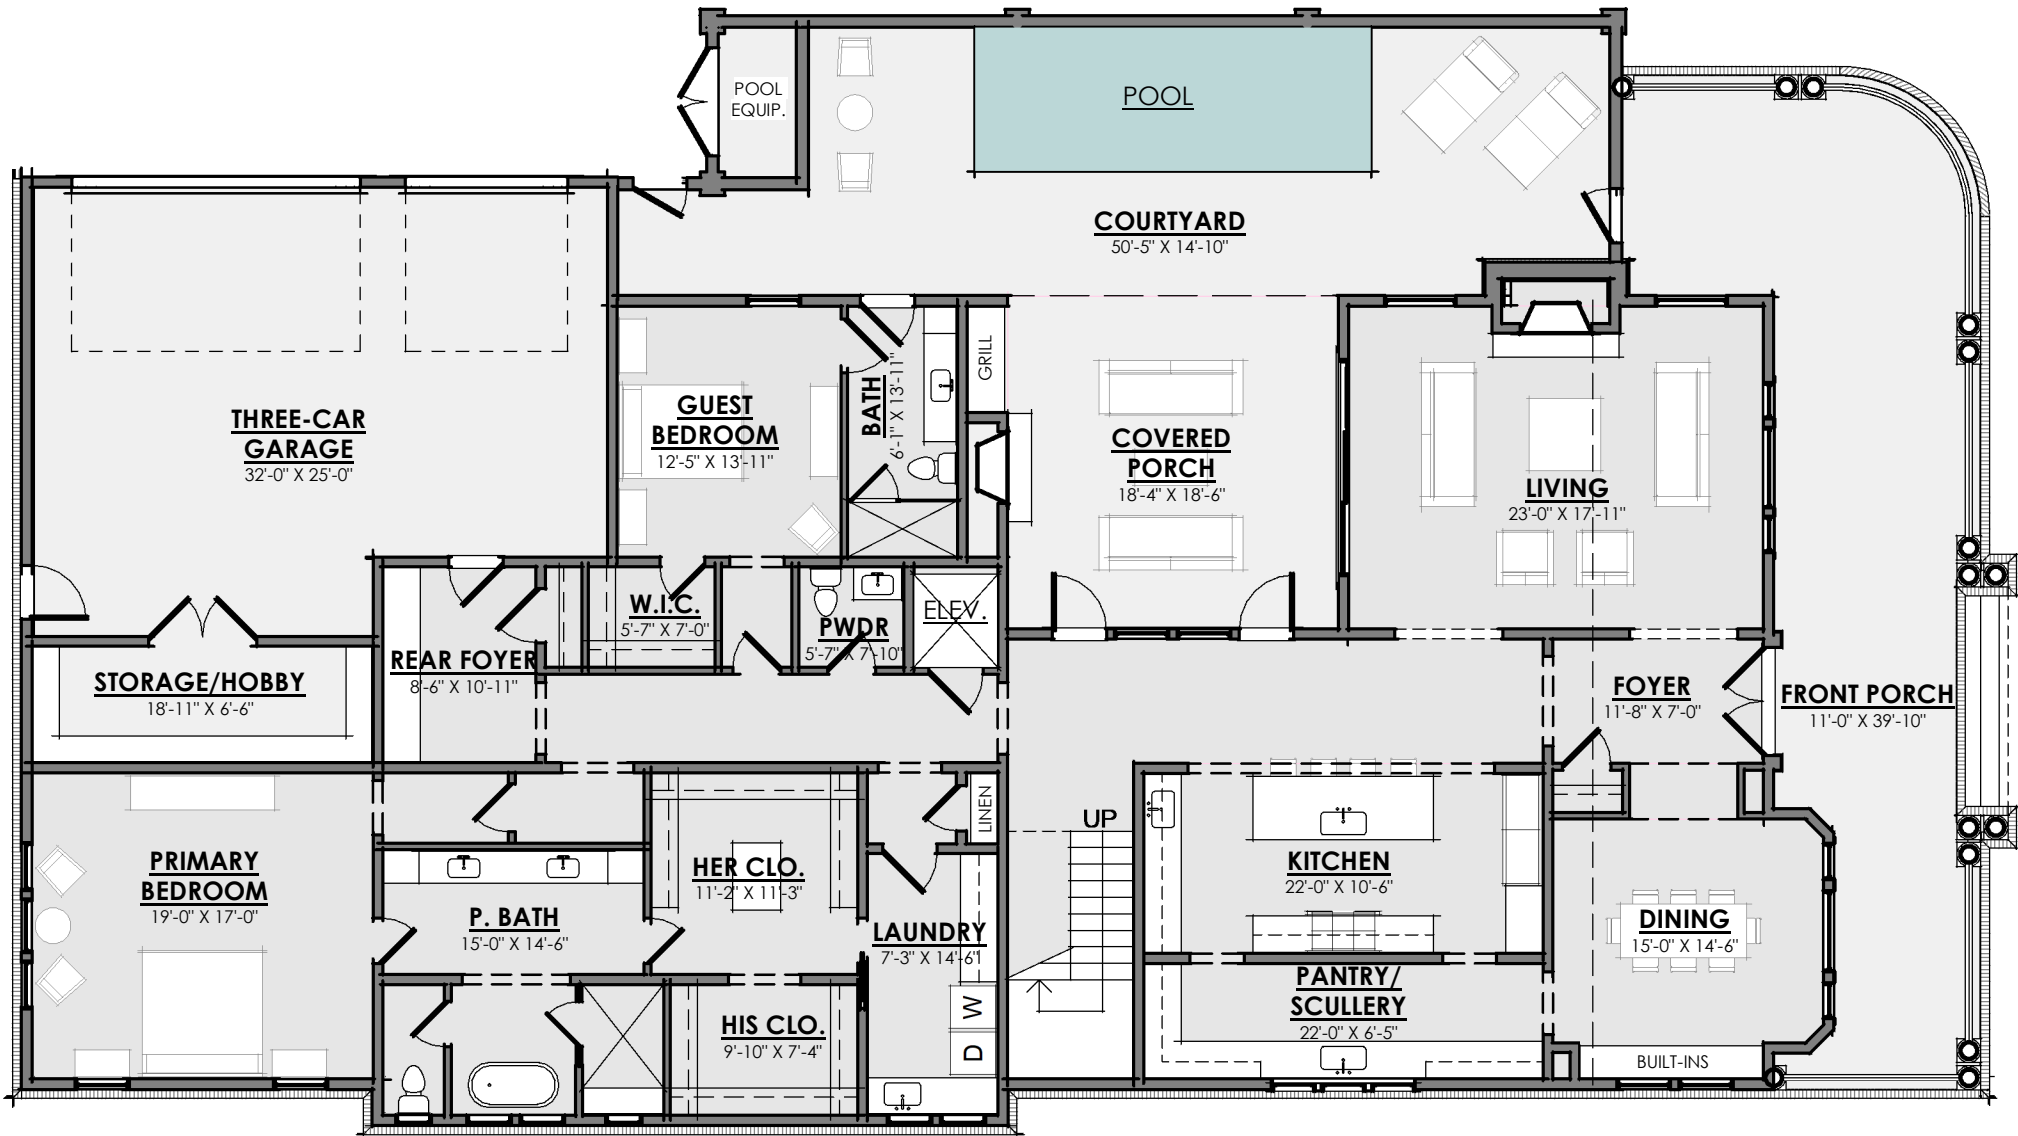 POOL
EQUIP.
POOL
COURTYARD
50'-5" X 14'-10"
THREE-CAR
GARAGE
32'-0" X 25'-0"
GUEST
BEDROOM
12'-5" X 13'-11"
BATH
6'-1" X 13'-11"
GRILL
COVERED
PORCH
18'-4" X 18'-6"
LIVING
23'-0" X 17'-11"
W.I.C.
5'-7" X 7'-0"
PWDR
5'-7" X 7'-10"
ELEV.
REAR FOYER
8'-6" X 10'-11"
STORAGE/HOBBY
18'-11" X 6'-6"
FOYER
11'-8" X 7'-0"
FRONT PORCH
11'-0" X 39'-10"
PRIMARY
BEDROOM
19'-0" X 17'-0"
P. BATH
15'-0" X 14'-6"
HER CLO.
11'-2" X 11'-3"
LINEN
LAUNDRY
7'-3" X 14'-6"
UP
KITCHEN
22'-0" X 10'-6"
DINING
15'-0" X 14'-6"
PANTRY/
SCULLERY
22'-0" X 6'-5"
HIS CLO.
9'-10" X 7'-4"
W
D
BUILT-INS